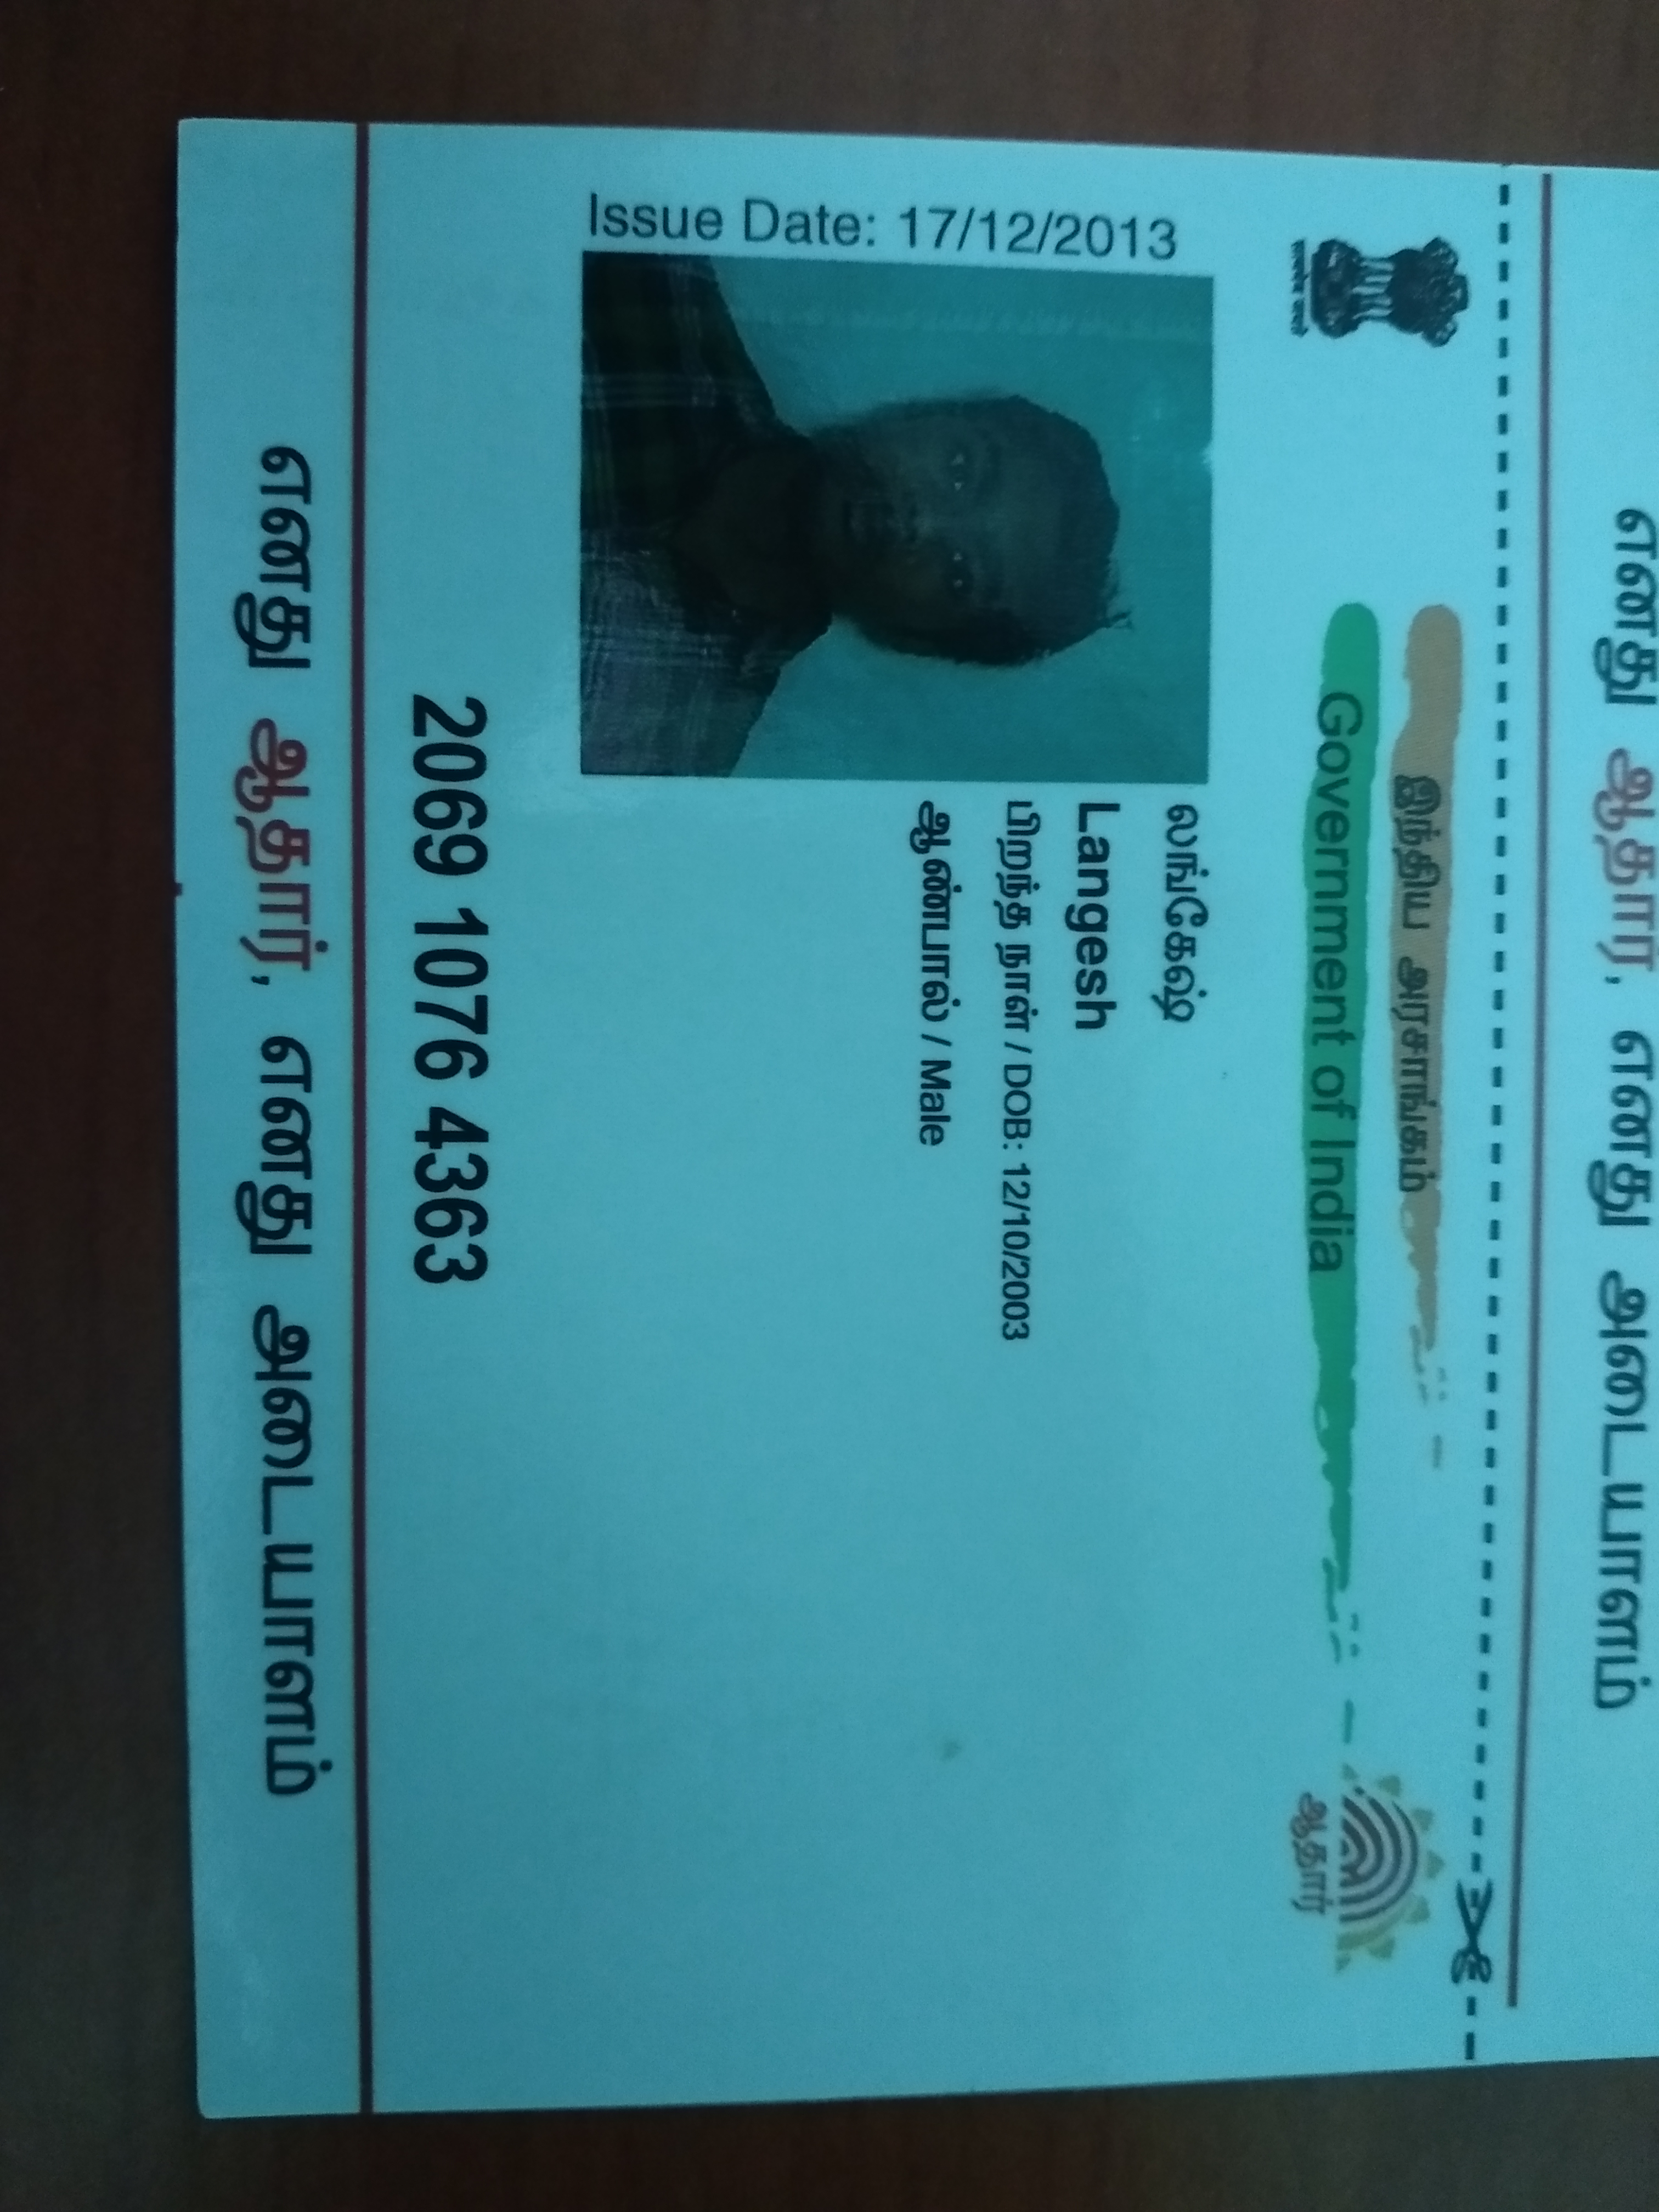 எனது ஆதார், எனது அடையாளம்
இந்திய அரசாங்கம்
Government of India
ஆதார்
Issue Date: 17/12/2013
லங்கேஷ்
Langesh
பிறந்த நாள் / DOB: 12/10/2003
ஆண்பால் / Male
2069 1076 4363
எனது ஆதார், எனது அடையாளம்